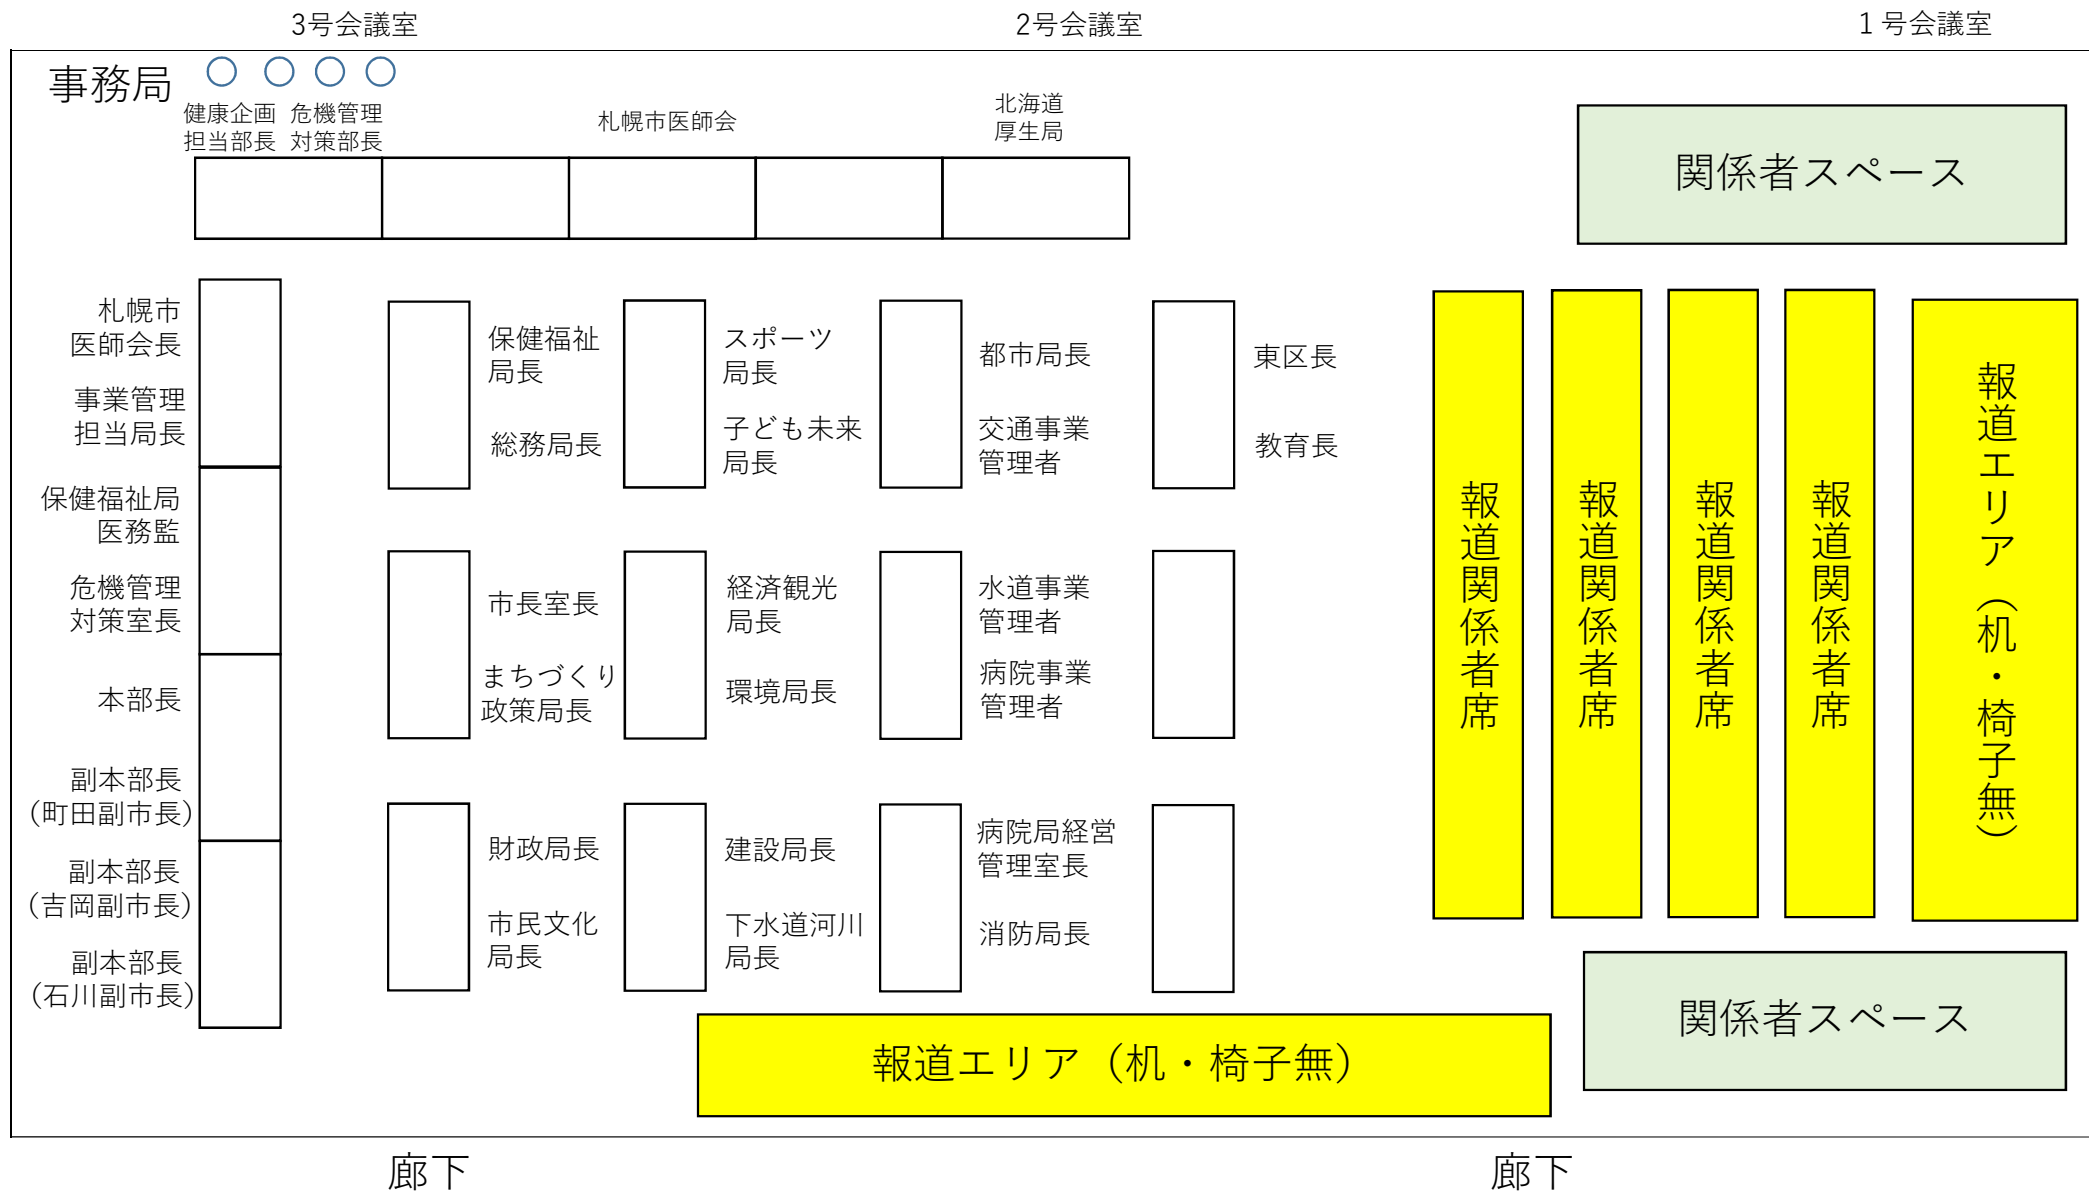 3号会議室
2号会議室
１号会議室
事務局
健康企画
担当部長
危機管理
対策部長
札幌市医師会
北海道
厚生局
関係者スペース
札幌市
医師会長
事業管理
担当局長
保健福祉局
医務監
危機管理
対策室長
本部長
副本部長
（町田副市長）
副本部長
（吉岡副市長）
副本部長
（石川副市長）
保健福祉
局長
総務局長
市長室長
まちづくり
政策局長
財政局長
市民文化
局長
スポーツ
局長
子ども未来
局長
経済観光
局長
環境局長
建設局長
下水道河川
局長
都市局長
交通事業
管理者
水道事業
管理者
病院事業
管理者
病院局経営
管理室長
消防局長
東区長
教育長
報道関係者席
報道関係者席
報道関係者席
報道関係者席
報道エリア（机・椅子無）
報道エリア（机・椅子無）
関係者スペース
廊下
廊下